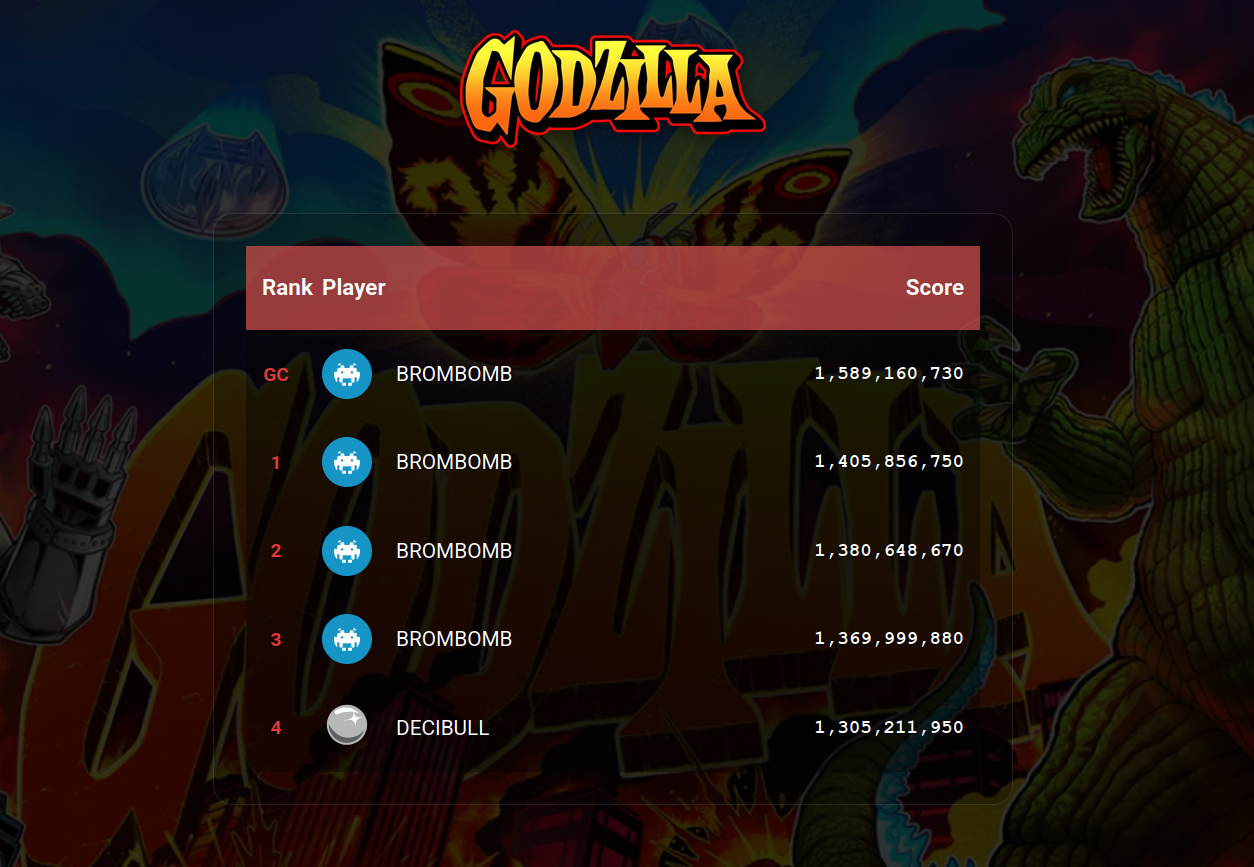 GODZILLA
Rank Player Score
GC BROMBOMB 1,589,160,730
1 BROMBOMB 1,405,856,750
2 BROMBOMB 1,380,648,670
3 BROMBOMB 1,369,999,880
4 DECIBULL 1,305,211,950
GODZILLA